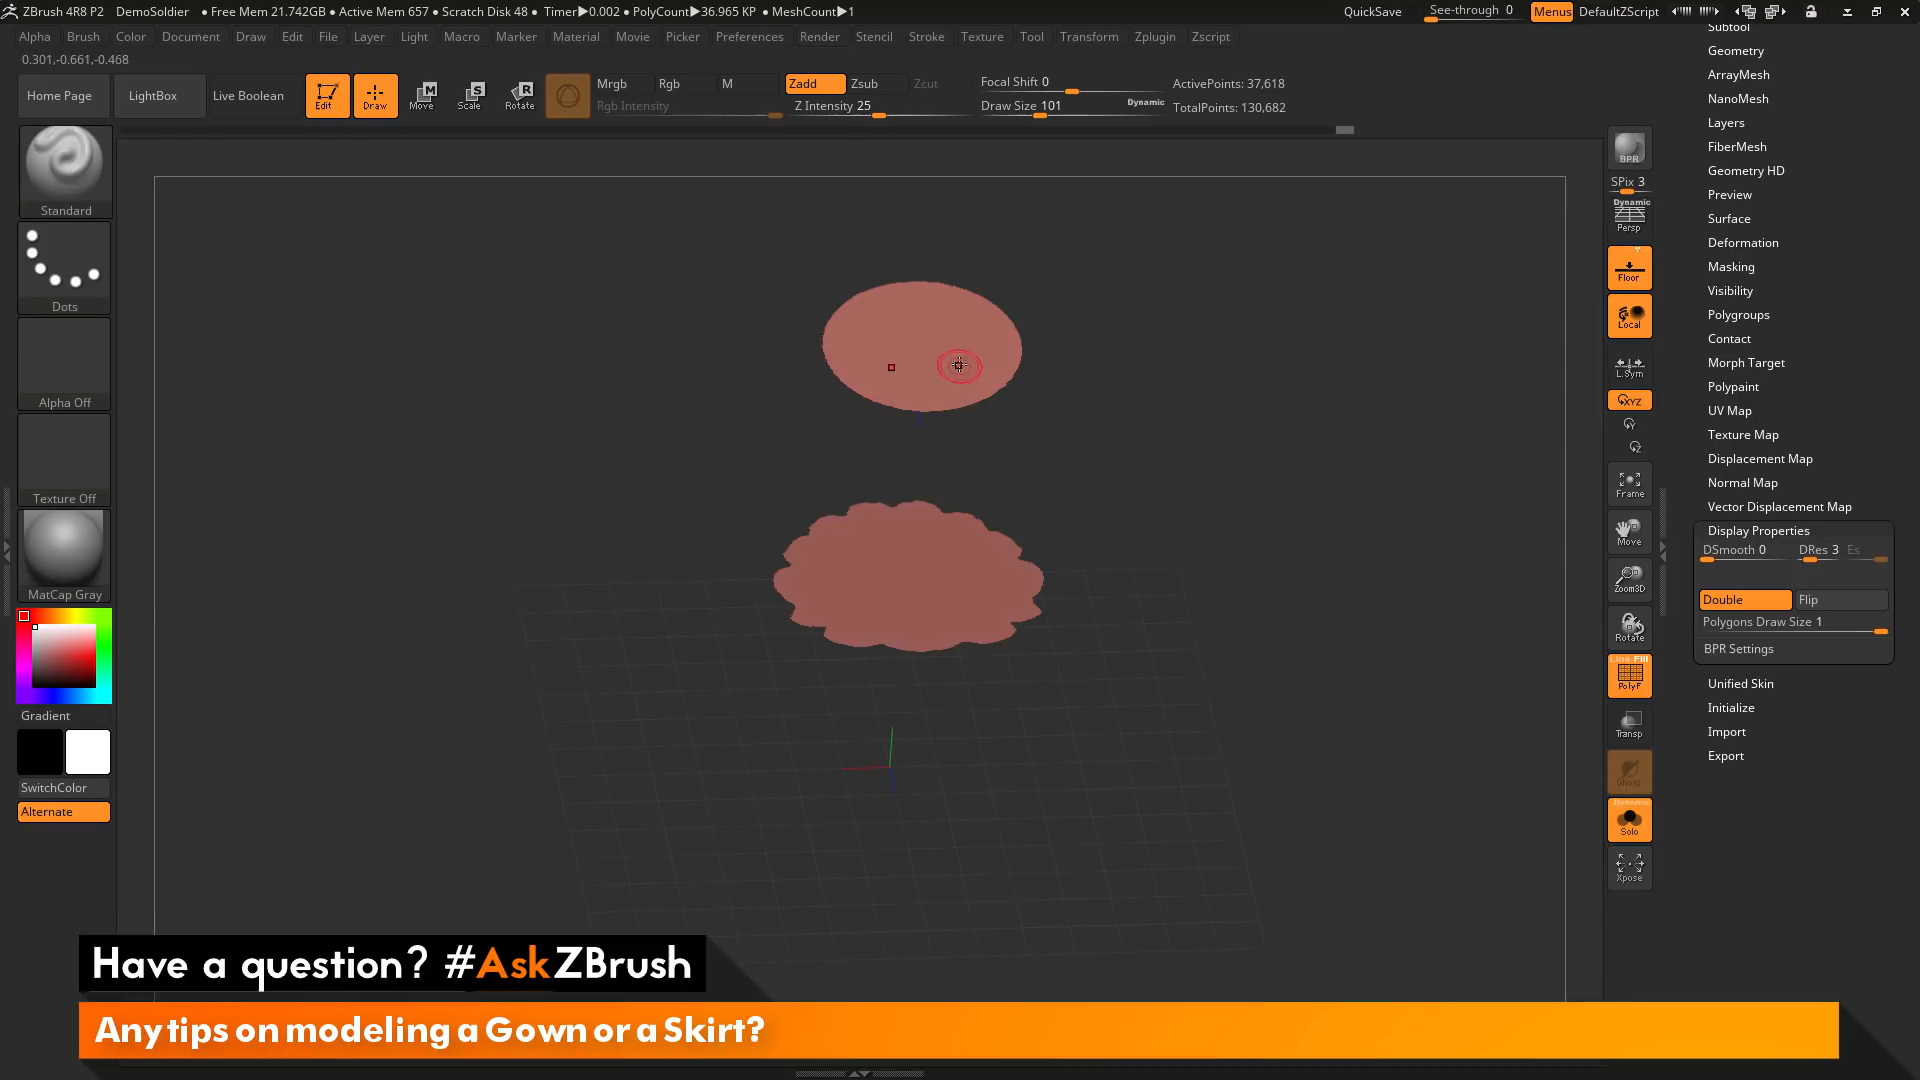 ZBrush 4R8 P2 DemoSoldier • Free Mem 21.742GB • Active Mem 657 • Scratch Disk 48 • Timer▶0.002 • PolyCount▶36.965 KP • MeshCount▶1 QuickSave See-through 0 Menus DefaultZScript
Alpha Brush Color Document Draw Edit File Layer Light Macro Marker Material Movie Picker Preferences Render Stencil Stroke Texture Tool Transform Zplugin Zscript
0.301,-0.661,-0.468
Home Page LightBox Live Boolean Edit Draw Move Scale Rotate
Mrgb Rgb M Zadd Zsub Zcut Focal Shift 0 ActivePoints: 37,618
Rgb Intensity Z Intensity 25 Draw Size 101 Dynamic TotalPoints: 130,682
Standard
Dots
Alpha Off
Texture Off
MatCap Gray
Gradient
SwitchColor
Alternate
BPR
SPix 3
Dynamic
Persp
Floor
Local
L.Sym
XYZ
Y
Z
Frame
Move
Zoom3D
Rotate
Line Fill
PolyF
Transp
Ghost
Dynamic
Solo
Xpose
Subtool
Geometry
ArrayMesh
NanoMesh
Layers
FiberMesh
Geometry HD
Preview
Surface
Deformation
Masking
Visibility
Polygroups
Contact
Morph Target
Polypaint
UV Map
Texture Map
Displacement Map
Normal Map
Vector Displacement Map
Display Properties
DSmooth 0 DRes 3 Es
Double Flip
Polygons Draw Size 1
BPR Settings
Unified Skin
Initialize
Import
Export
Have a question? #AskZBrush
Any tips on modeling a Gown or a Skirt?